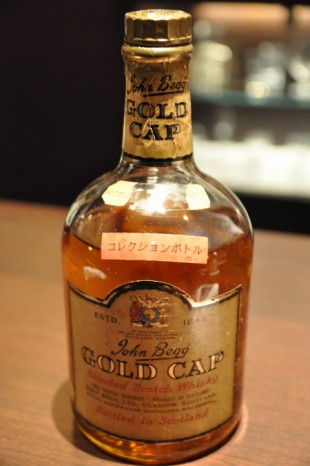 John Begg
GOLD
CAP
コレクションボトル
ESTD. 1845
John Begg
GOLD CAP
Blended Scotch Whisky
Bottled in Scotland